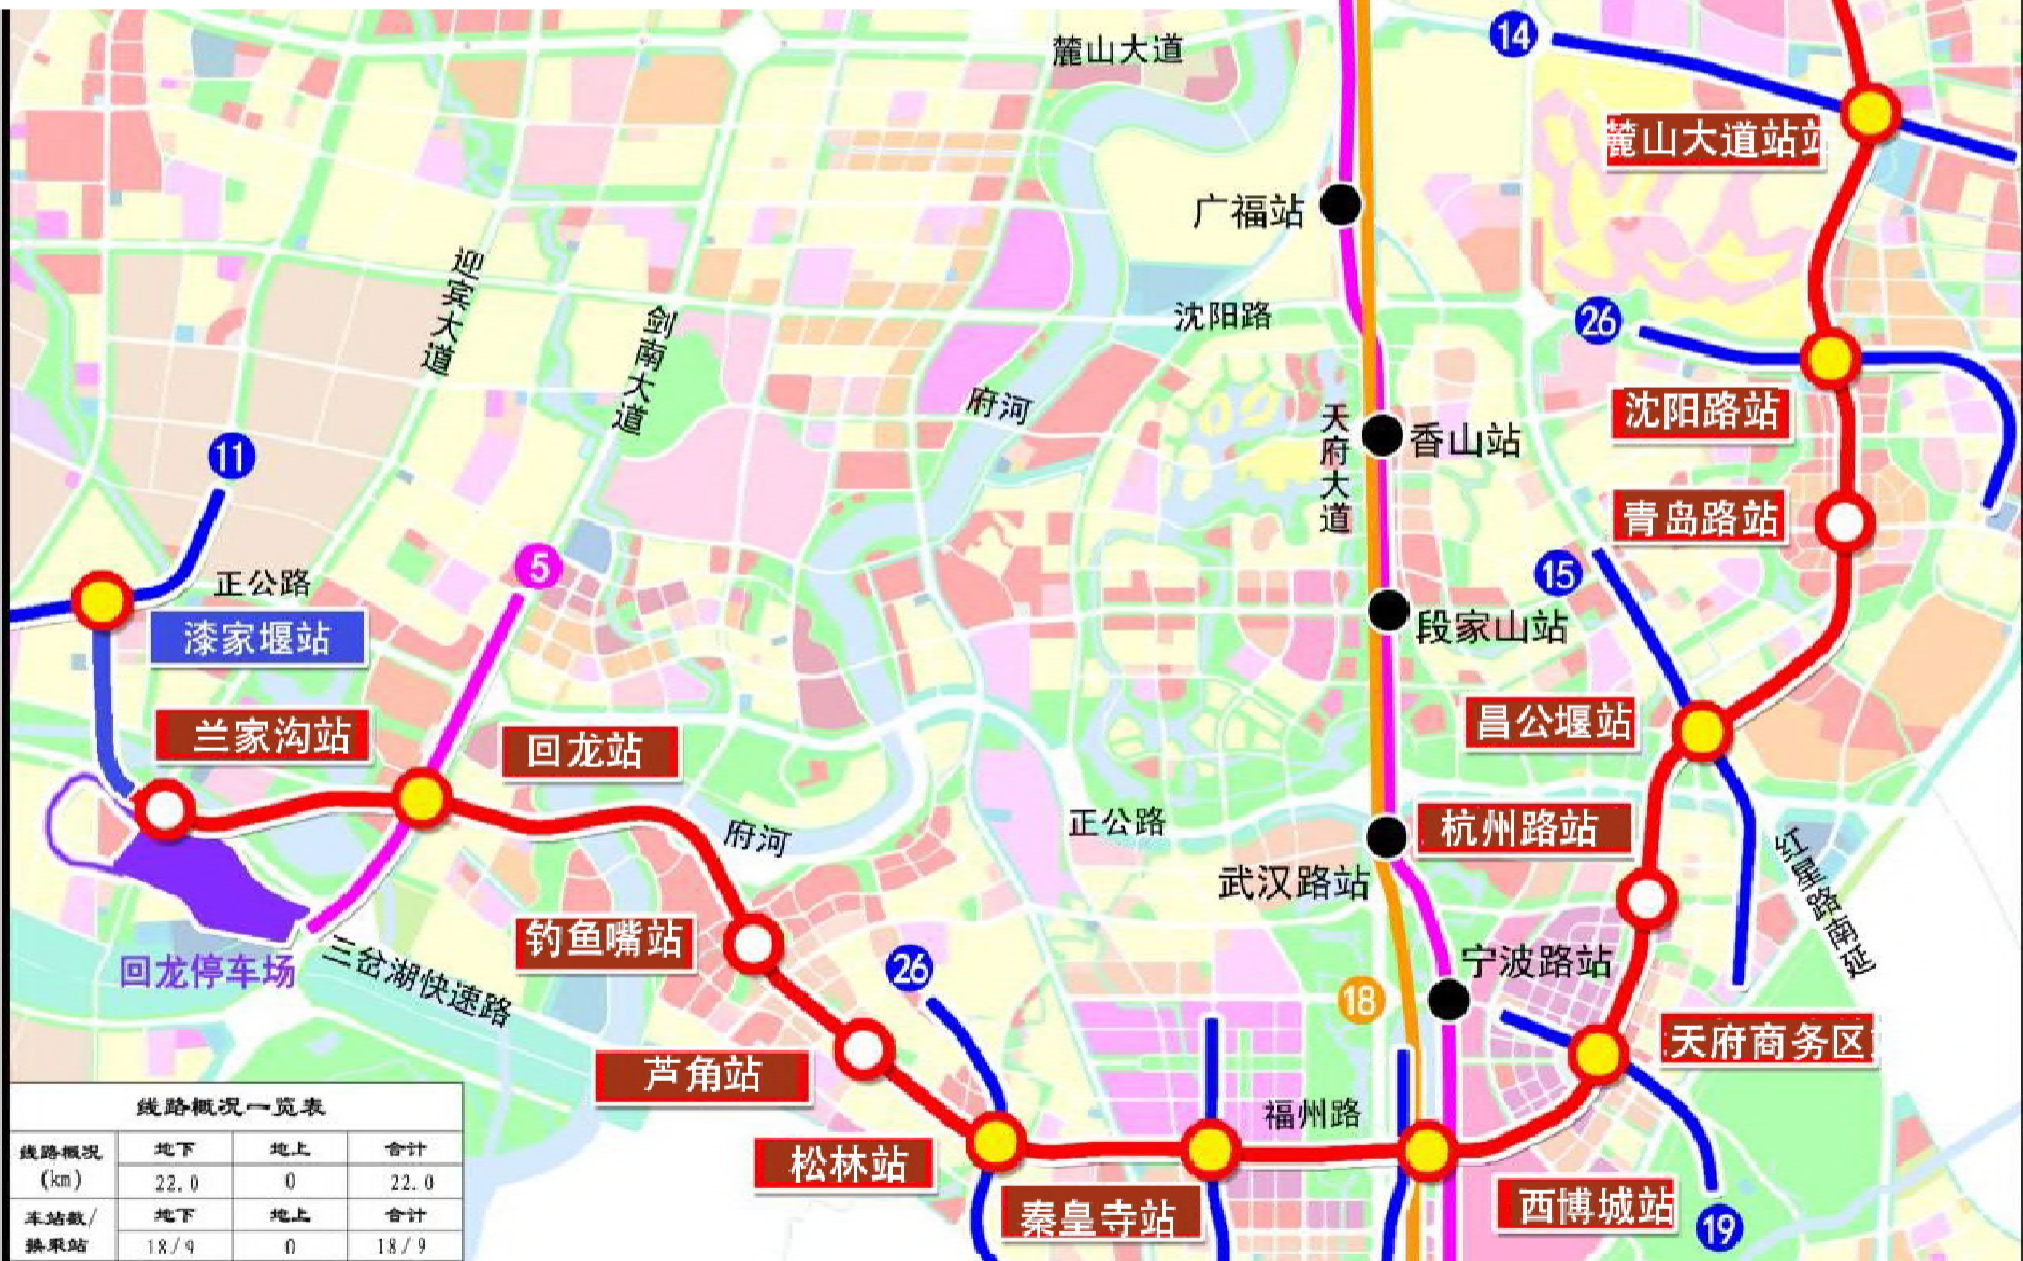 麓山大道
14
麓山大道站站
广福站
迎宾大道
剑南大道
沈阳路
26
府河
天府大道
香山站
沈阳路站
11
青岛路站
5
15
正公路
漆家堰站
段家山站
兰家沟站
回龙站
昌公堰站
府河
正公路
杭州路站
红星路南延
武汉路站
钓鱼嘴站
宁波路站
26
回龙停车场
三岔湖快速路
18
天府商务区
芦角站
福州路
松林站
秦皇寺站
西博城站
19
线路概况一览表
线路概况 地下 地上 合计
(km) 22.0 0 22.0
车站数/ 地下 地上 合计
换乘站 18/9 0 18/9